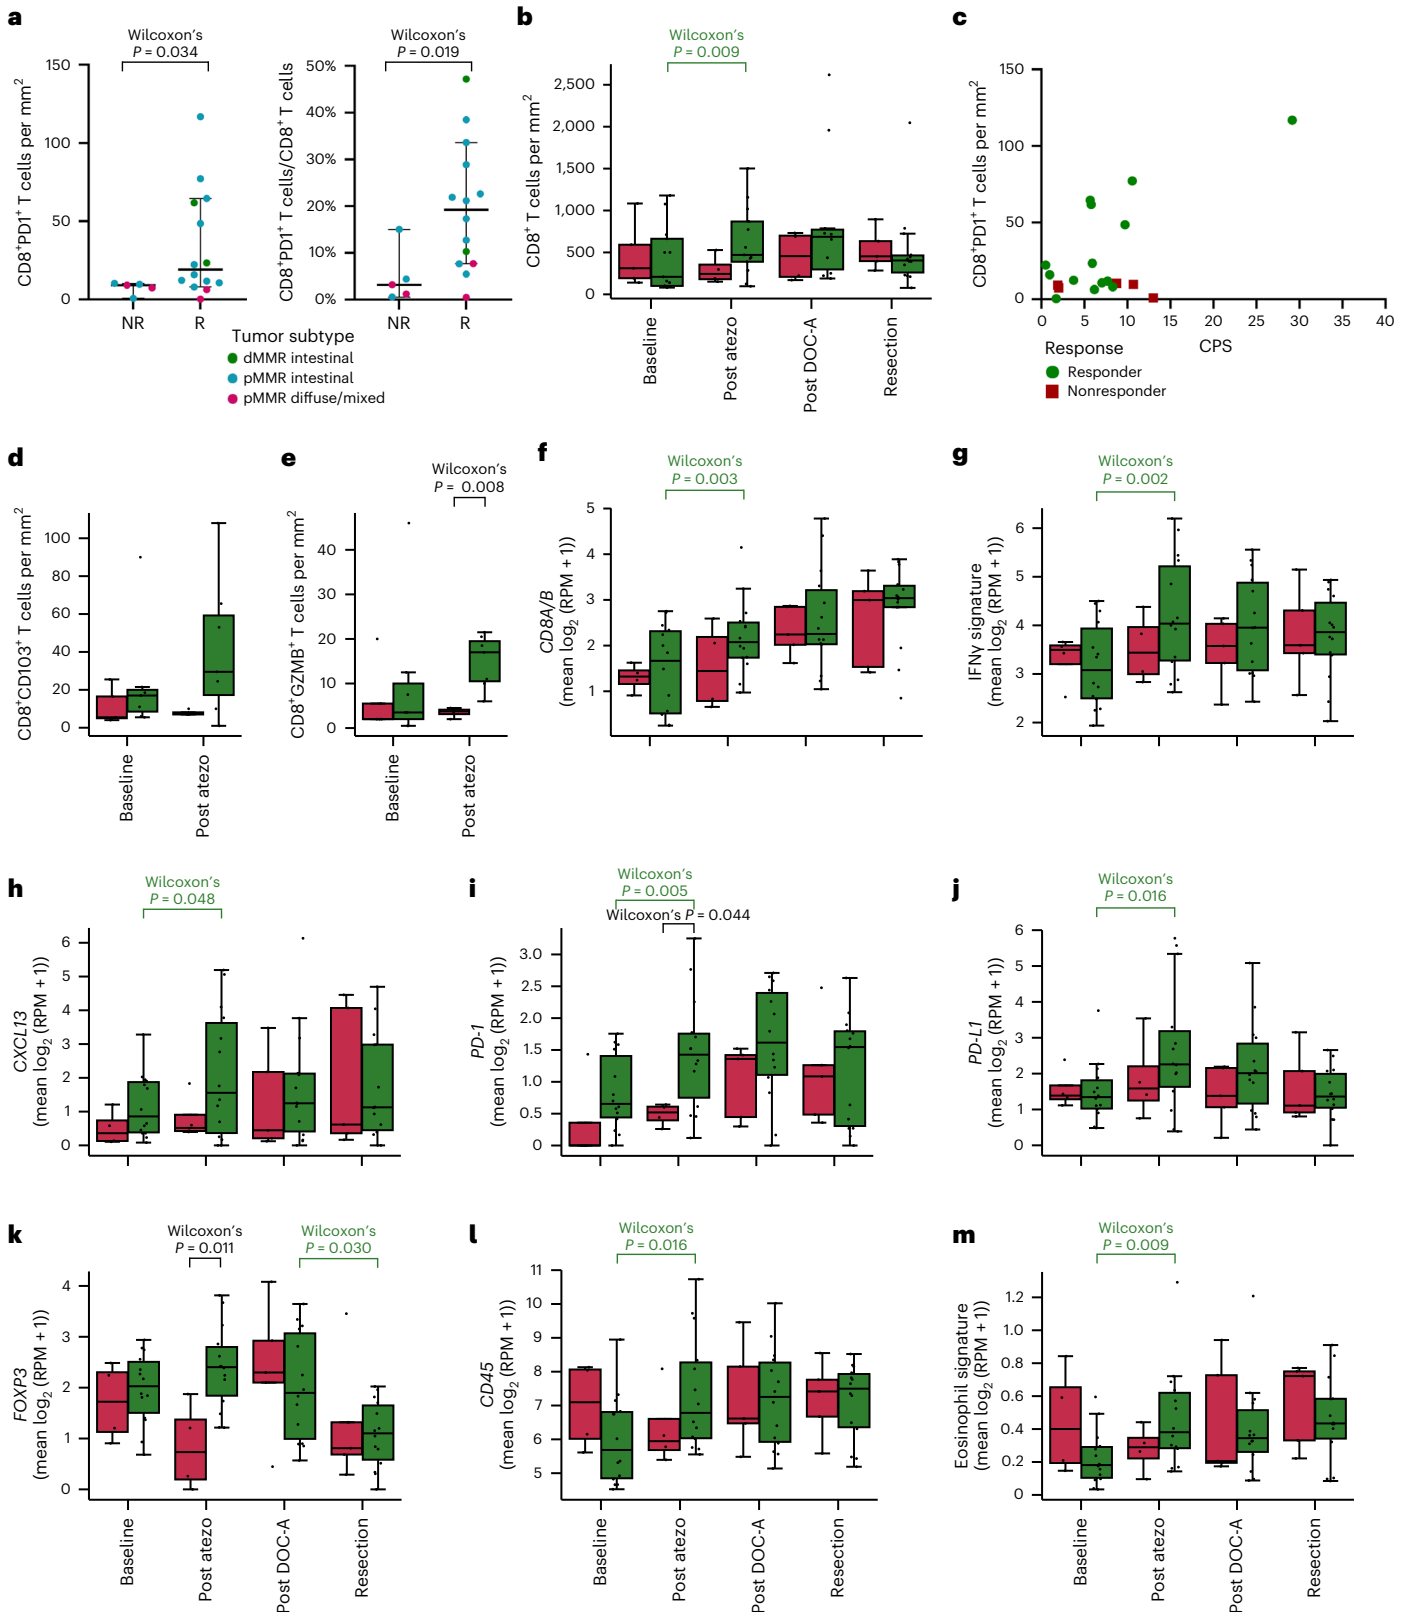 a
Wilcoxon's
P = 0.034
CD8⁺PD1⁺ T cells per mm²
150
100
50
0
NR
R
Wilcoxon's
P = 0.019
CD8⁺PD1⁺ T cells/CD8⁺ T cells
50%
40%
30%
20%
10%
0%
NR
R
Tumor subtype
dMMR intestinal
pMMR intestinal
pMMR diffuse/mixed
b
Wilcoxon's
P = 0.009
CD8⁺ T cells per mm²
2,500
2,000
1,500
1,000
500
0
Baseline
Post atezo
Post DOC-A
Resection
c
CD8⁺PD1⁺ T cells per mm²
150
100
50
0
0 5 10 15 20 25 30 35 40
CPS
Response
Responder
Nonresponder
d
CD8⁺CD103⁺ T cells per mm²
100
80
60
40
20
0
Baseline
Post atezo
e
Wilcoxon's
P = 0.008
CD8⁺GZMB⁺ T cells per mm²
40
30
20
10
0
Baseline
Post atezo
f
Wilcoxon's
P = 0.003
CD8A/B
(mean log₂ (RPM + 1))
5
4
3
2
1
g
Wilcoxon's
P = 0.002
IFNγ signature
(mean log₂ (RPM + 1))
6
5
4
3
2
h
Wilcoxon's
P = 0.048
CXCL13
(mean log₂ (RPM + 1))
6
5
4
3
2
1
0
i
Wilcoxon's
P = 0.005
Wilcoxon's P = 0.044
PD-1
(mean log₂ (RPM + 1))
3.0
2.5
2.0
1.5
1.0
0.5
0
j
Wilcoxon's
P = 0.016
PD-L1
(mean log₂ (RPM + 1))
6
5
4
3
2
1
0
k
Wilcoxon's
P = 0.011
Wilcoxon's
P = 0.030
FOXP3
(mean log₂ (RPM + 1))
4
3
2
1
0
Baseline
Post atezo
Post DOC-A
Resection
l
Wilcoxon's
P = 0.016
CD45
(mean log₂ (RPM + 1))
11
10
9
8
7
6
5
Baseline
Post atezo
Post DOC-A
Resection
m
Wilcoxon's
P = 0.009
Eosinophil signature
(mean log₂ (RPM + 1))
1.2
1.0
0.8
0.6
0.4
0.2
0
Baseline
Post atezo
Post DOC-A
Resection